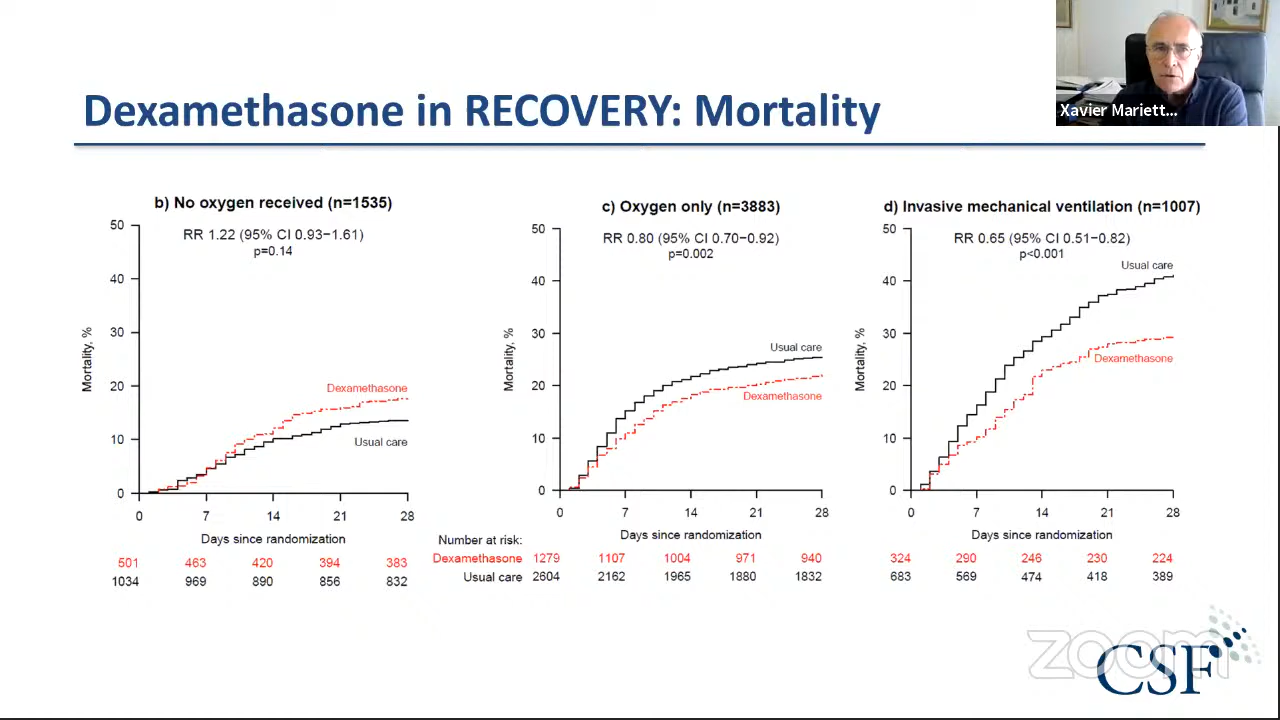 Xavier Mariett...
Dexamethasone in RECOVERY: Mortality
b) No oxygen received (n=1535)
RR 1.22 (95% CI 0.93−1.61)
p=0.14
50
40
30
20
10
0
Mortality, %
Dexamethasone
Usual care
0 7 14 21 28
Days since randomization
501 463 420 394 383
1034 969 890 856 832
c) Oxygen only (n=3883)
RR 0.80 (95% CI 0.70−0.92)
p=0.002
50
40
30
20
10
0
Mortality, %
Usual care
Dexamethasone
0 7 14 21 28
Days since randomization
Number at risk:
Dexamethasone 1279 1107 1004 971 940
Usual care 2604 2162 1965 1880 1832
d) Invasive mechanical ventilation (n=1007)
RR 0.65 (95% CI 0.51−0.82)
p<0.001
50
40
30
20
10
0
Mortality, %
Usual care
Dexamethasone
0 7 14 21 28
Days since randomization
324 290 246 230 224
683 569 474 418 389
zoom
CSF